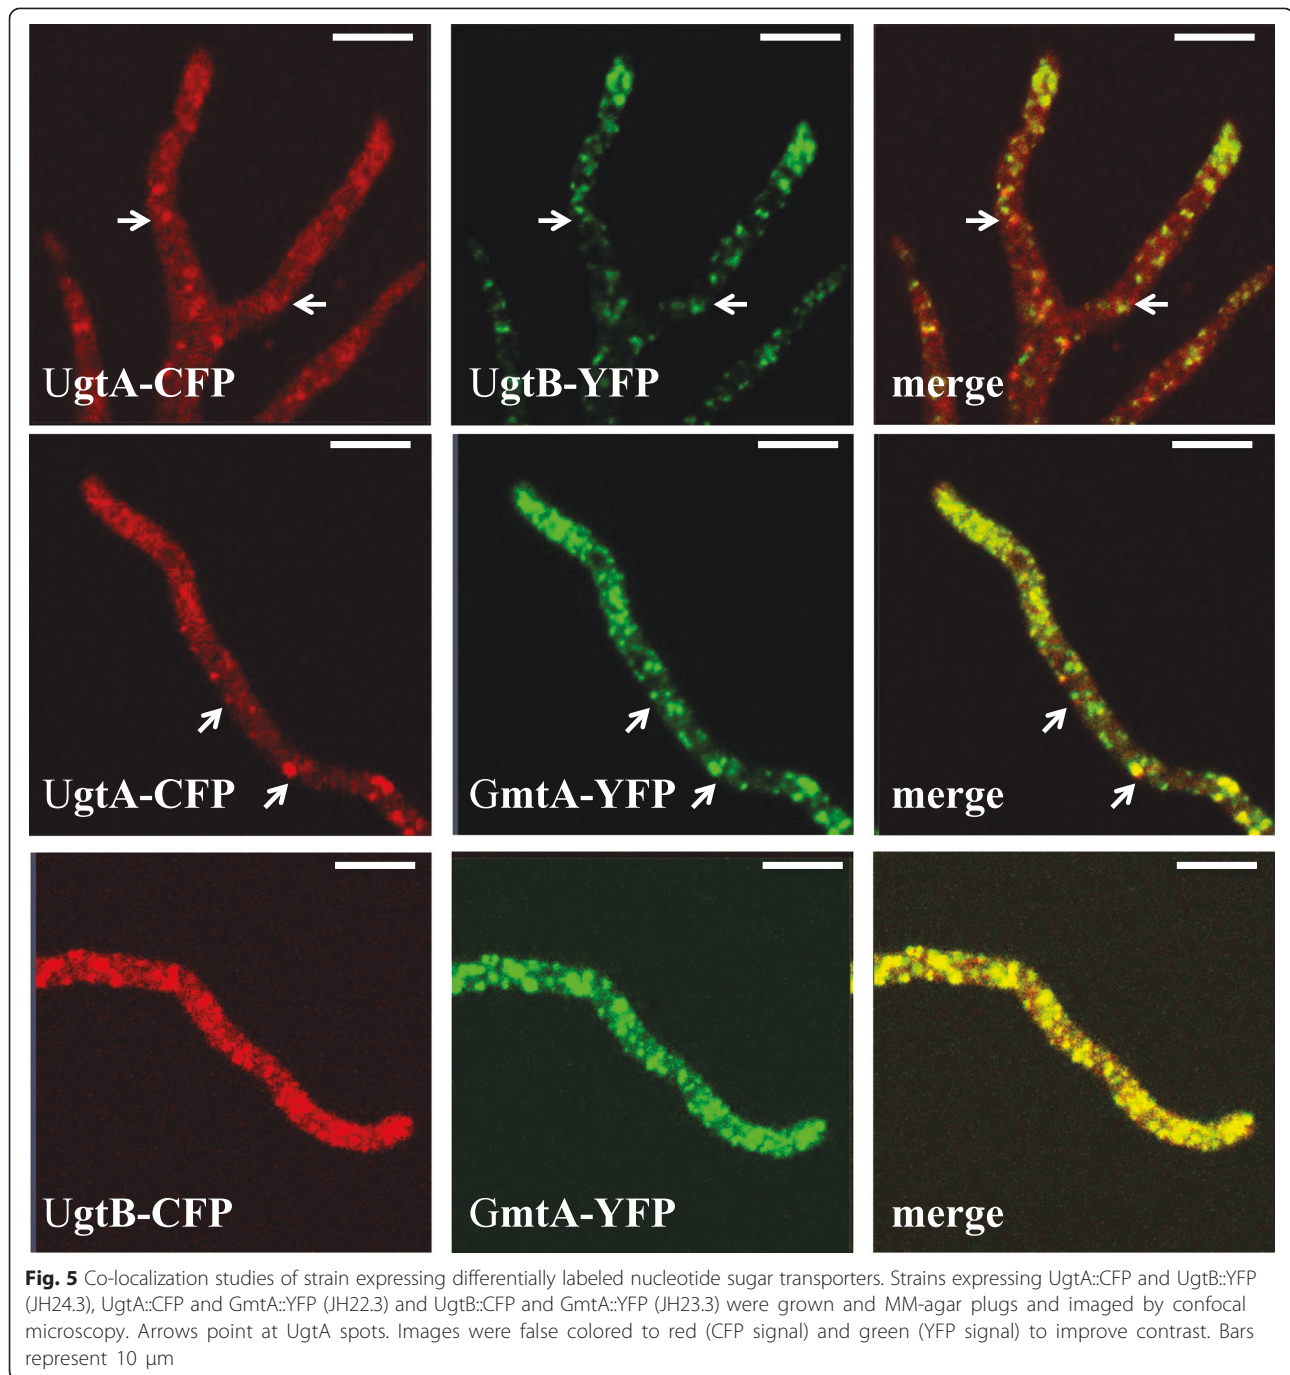 UgtA-CFP
UgtB-YFP
merge
UgtA-CFP
GmtA-YFP
merge
UgtB-CFP
GmtA-YFP
merge
Fig. 5 Co-localization studies of strain expressing differentially labeled nucleotide sugar transporters. Strains expressing UgtA::CFP and UgtB::YFP
(JH24.3), UgtA::CFP and GmtA::YFP (JH22.3) and UgtB::CFP and GmtA::YFP (JH23.3) were grown and MM-agar plugs and imaged by confocal
microscopy. Arrows point at UgtA spots. Images were false colored to red (CFP signal) and green (YFP signal) to improve contrast. Bars
represent 10 μm